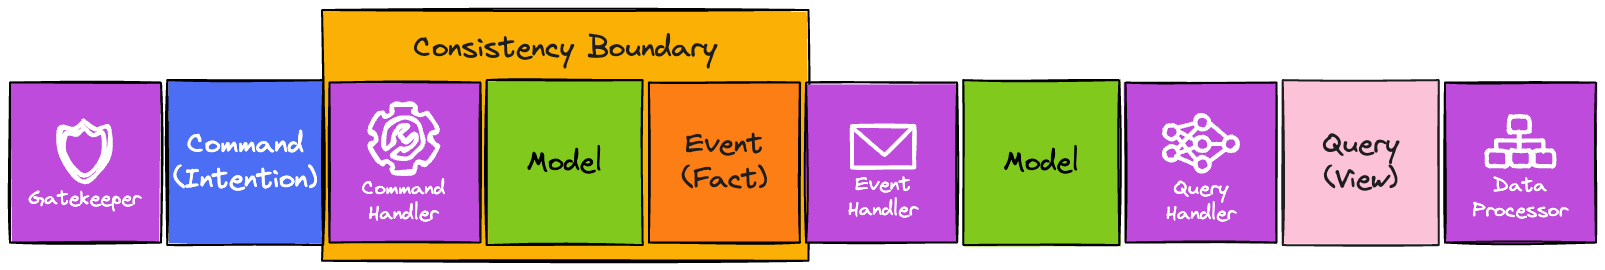 Consistency Boundary
Gatekeeper
Command
(Intention)
Command
Handler
Model
Event
(Fact)
Event
Handler
Model
Query
Handler
Query
(View)
Data
Processor